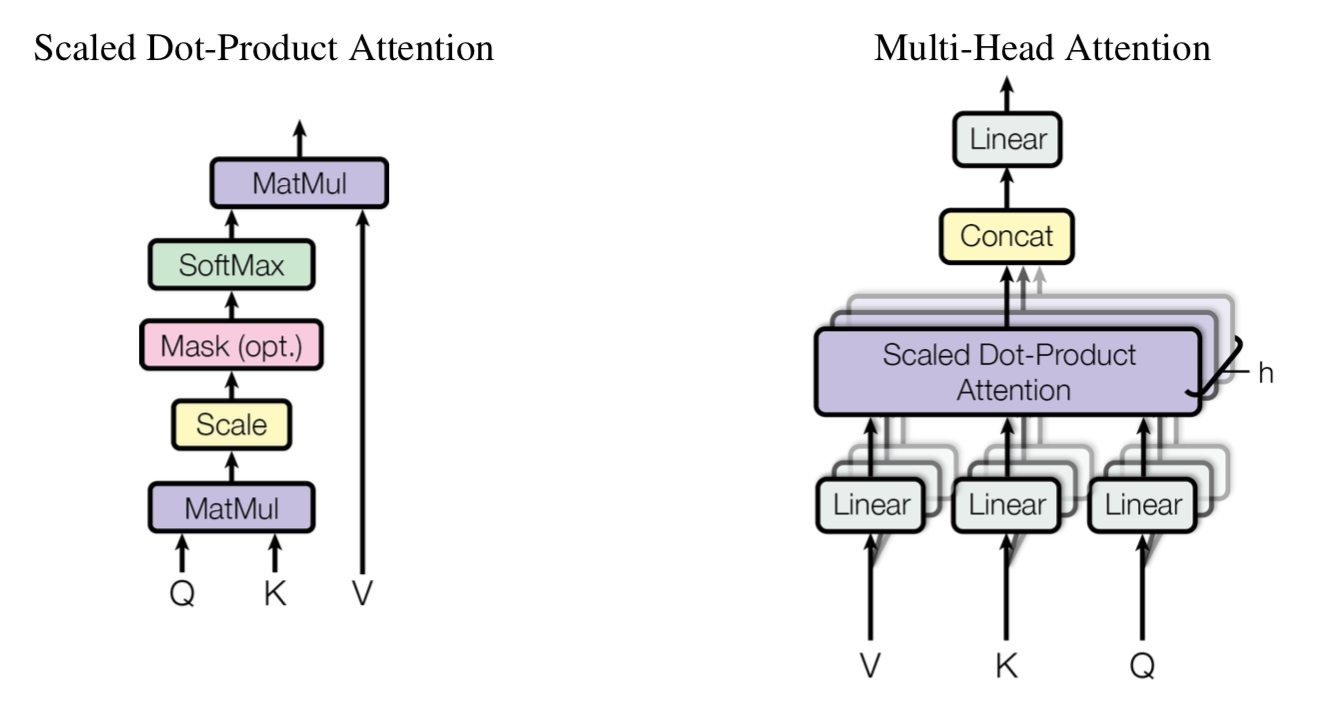 Scaled Dot-Product Attention
MatMul
SoftMax
Mask (opt.)
Scale
MatMul
Q K V
Multi-Head Attention
Linear
Concat
Scaled Dot-Product
Attention
h
Linear Linear Linear
V K Q